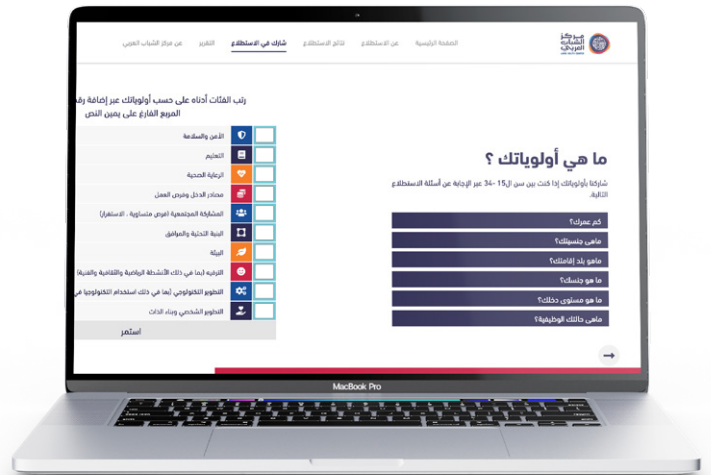 مركز
الشباب
العربي
الصفحة الرئيسية
عن الاستطلاع
نتائج الاستطلاع
شارك في الاستطلاع
التقرير
عن مركز الشباب العربي
ما هي أولوياتك ؟
شاركنا بأولوياتك إذا كنت بين سن ال15 -34 عبر الإجابة عن أسئلة الاستطلاع
التالية.
كم عمرك؟
ماهي جنسيتك؟
ماهو بلد إقامتك؟
ما هو جنسك؟
ما هو مستوى دخلك؟
ماهي حالتك الوظيفية؟
رتب الفئات أدناه على حسب أولوياتك عبر إضافة
المربع الفارغ على يمين النص
الأمن والسلامة
التعليم
الرعاية الصحية
مصادر الدخل وفرص العمل
المشاركة المجتمعية (فرص متساوية ، الاستقرار)
البنية التحتية والمرافق
البيئة
الترفيه (بما في ذلك الأنشطة الرياضية والثقافية والفنية)
التطوير التكنولوجي (بما في ذلك استخدام التكنولوجيا في
التطوير الشخصي وبناء الذات
استمر
MacBook Pro